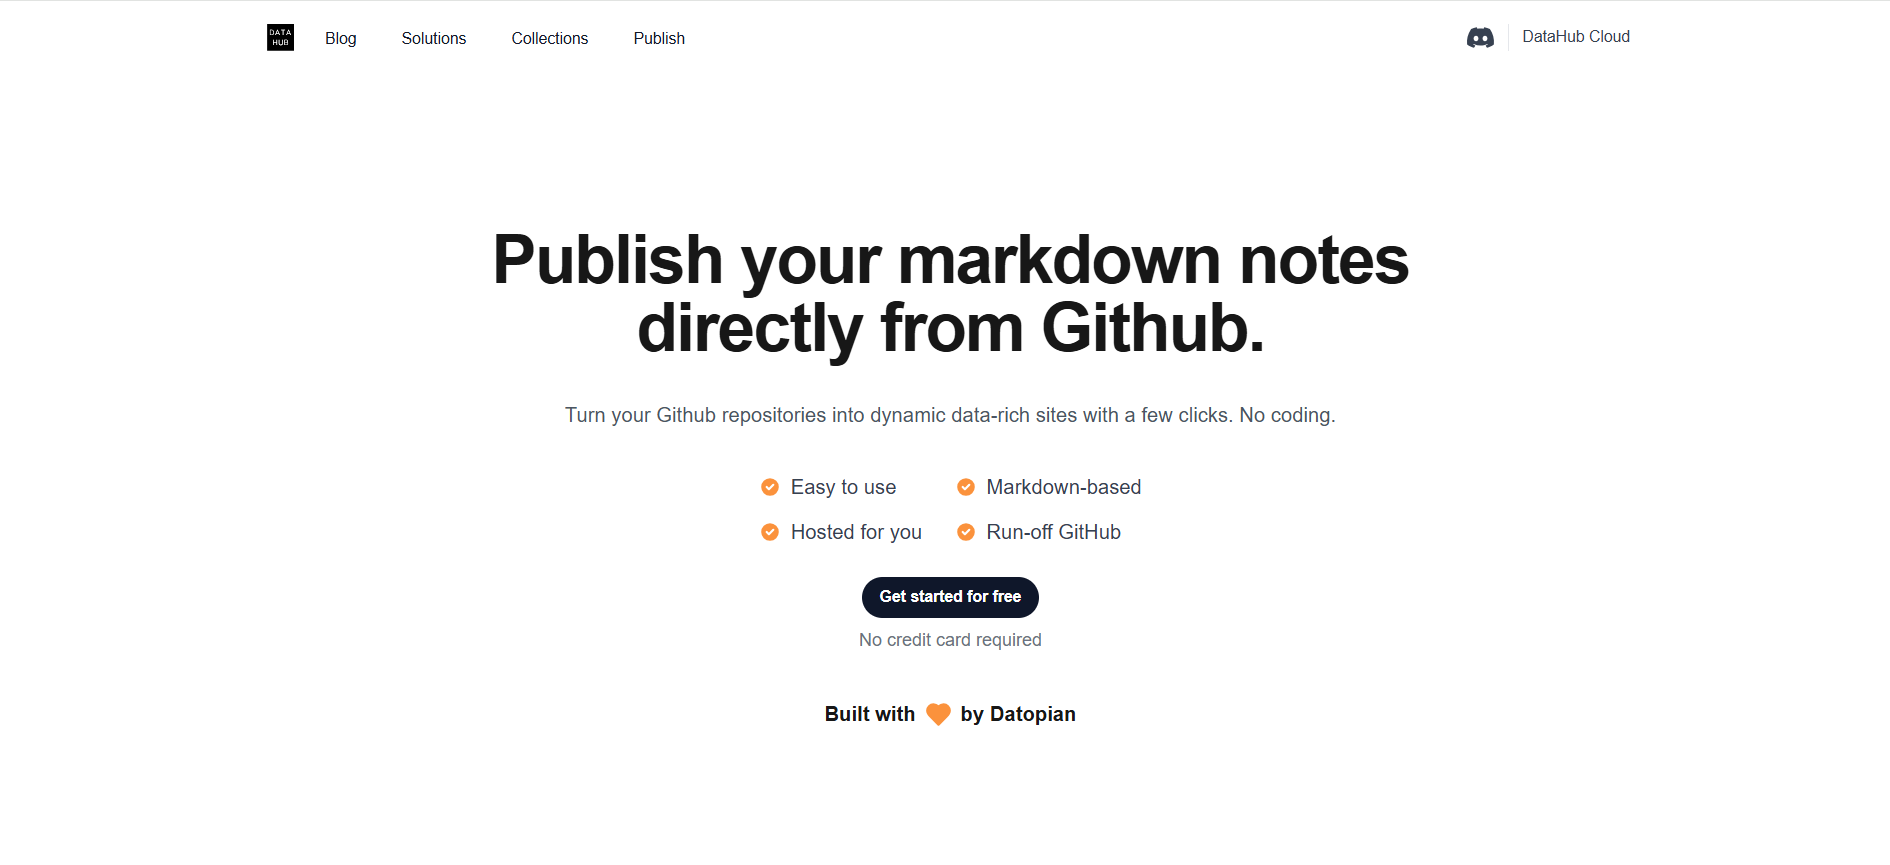 DATA
HUB
Blog
Solutions
Collections
Publish
DataHub Cloud
Publish your markdown notes
directly from Github.
Turn your Github repositories into dynamic data-rich sites with a few clicks. No coding.
Easy to use
Markdown-based
Hosted for you
Run-off GitHub
Get started for free
No credit card required
Built with by Datopian